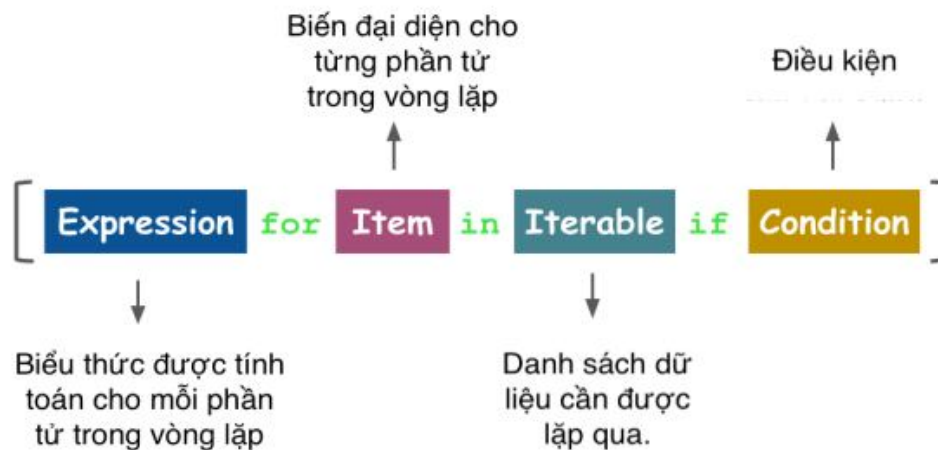 Biến đại diện cho
từng phần tử
trong vòng lặp
Điều kiện
[ Expression for Item in Iterable if Condition ]
Biểu thức được tính
toán cho mỗi phần
tử trong vòng lặp
Danh sách dữ
liệu cần được
lặp qua.